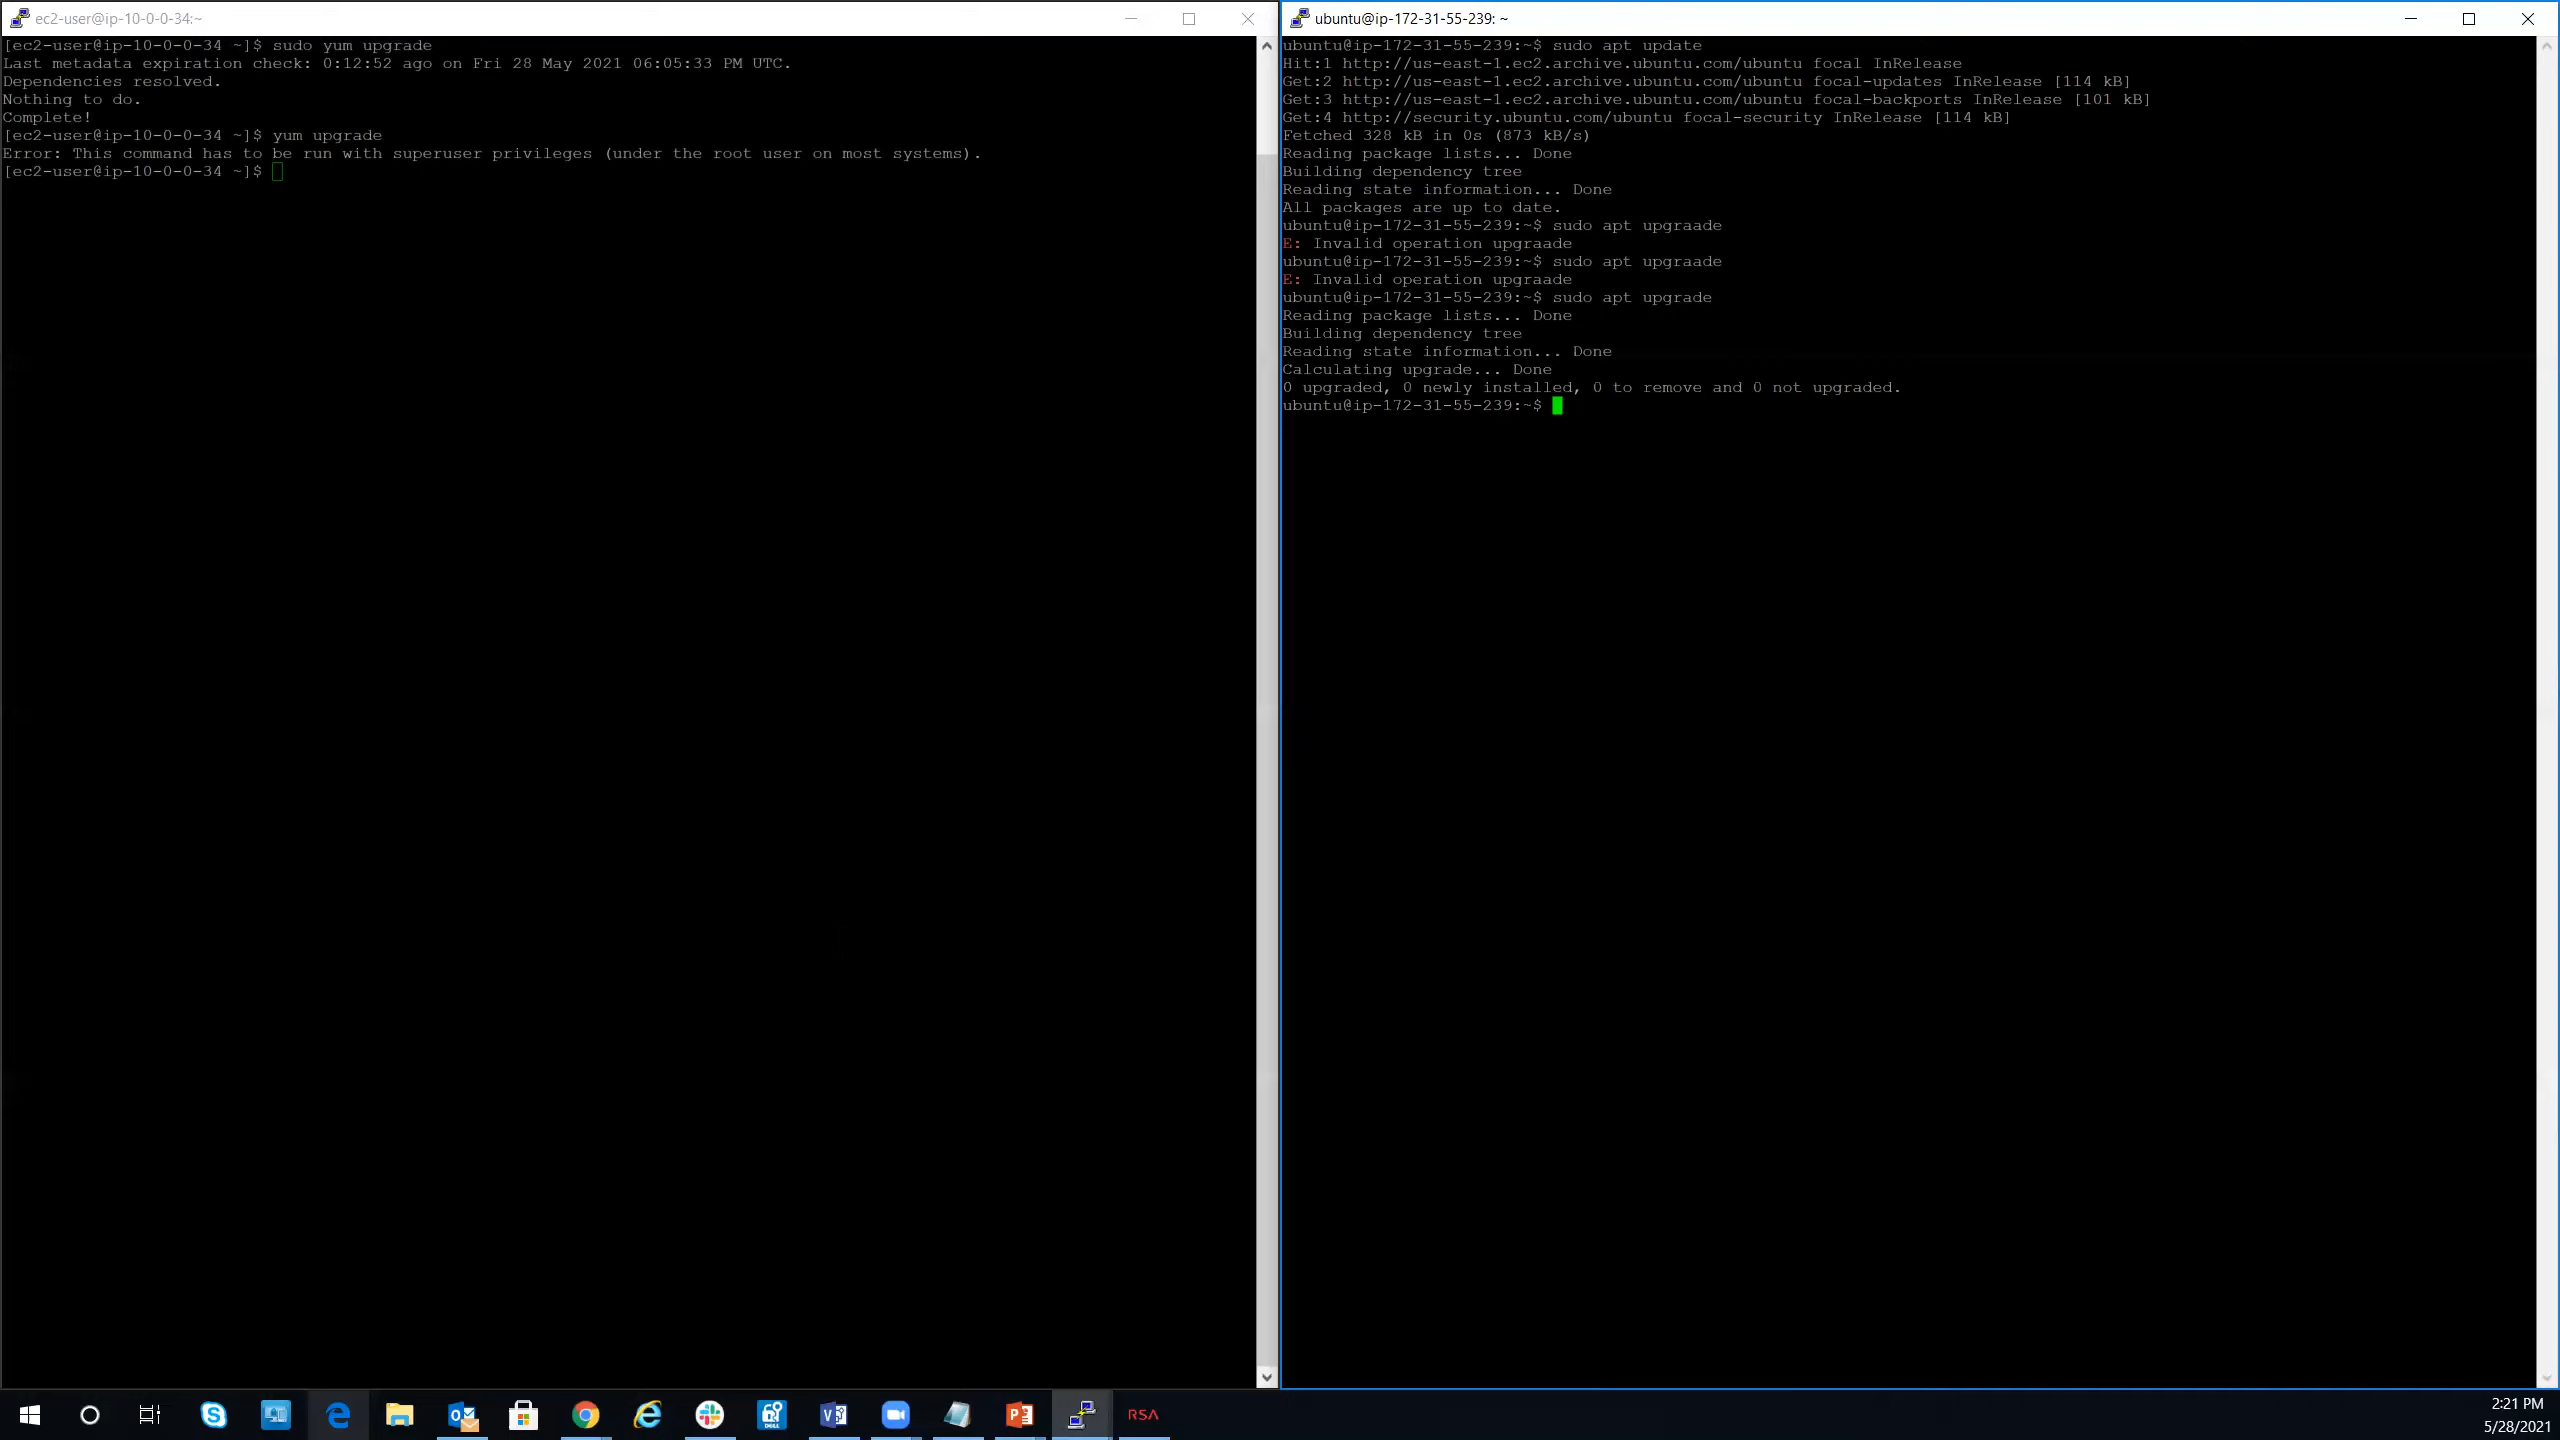 ec2-user@ip-10-0-0-34:~
[ec2-user@ip-10-0-0-34 ~]$ sudo yum upgrade
Last metadata expiration check: 0:12:52 ago on Fri 28 May 2021 06:05:33 PM UTC.
Dependencies resolved.
Nothing to do.
Complete!
[ec2-user@ip-10-0-0-34 ~]$ yum upgrade
Error: This command has to be run with superuser privileges (under the root user on most systems).
[ec2-user@ip-10-0-0-34 ~]$
ubuntu@ip-172-31-55-239: ~
ubuntu@ip-172-31-55-239:~$ sudo apt update
Hit:1 http://us-east-1.ec2.archive.ubuntu.com/ubuntu focal InRelease
Get:2 http://us-east-1.ec2.archive.ubuntu.com/ubuntu focal-updates InRelease [114 kB]
Get:3 http://us-east-1.ec2.archive.ubuntu.com/ubuntu focal-backports InRelease [101 kB]
Get:4 http://security.ubuntu.com/ubuntu focal-security InRelease [114 kB]
Fetched 328 kB in 0s (873 kB/s)
Reading package lists... Done
Building dependency tree
Reading state information... Done
All packages are up to date.
ubuntu@ip-172-31-55-239:~$ sudo apt upgraade
E: Invalid operation upgraade
ubuntu@ip-172-31-55-239:~$ sudo apt upgraade
E: Invalid operation upgraade
ubuntu@ip-172-31-55-239:~$ sudo apt upgrade
Reading package lists... Done
Building dependency tree
Reading state information... Done
Calculating upgrade... Done
0 upgraded, 0 newly installed, 0 to remove and 0 not upgraded.
ubuntu@ip-172-31-55-239:~$
RSA
2:21 PM
5/28/2021